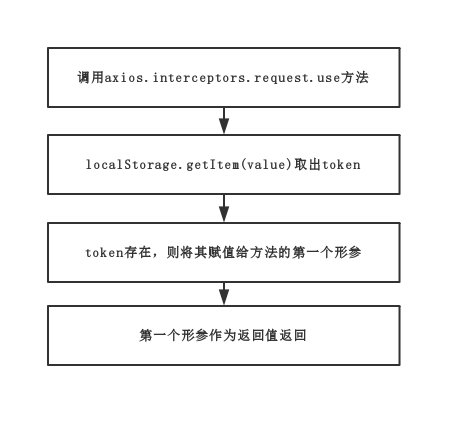 调用axios.interceptors.request.use方法
localStorage.getItem(value)取出token
token存在，则将其赋值给方法的第一个形参
第一个形参作为返回值返回